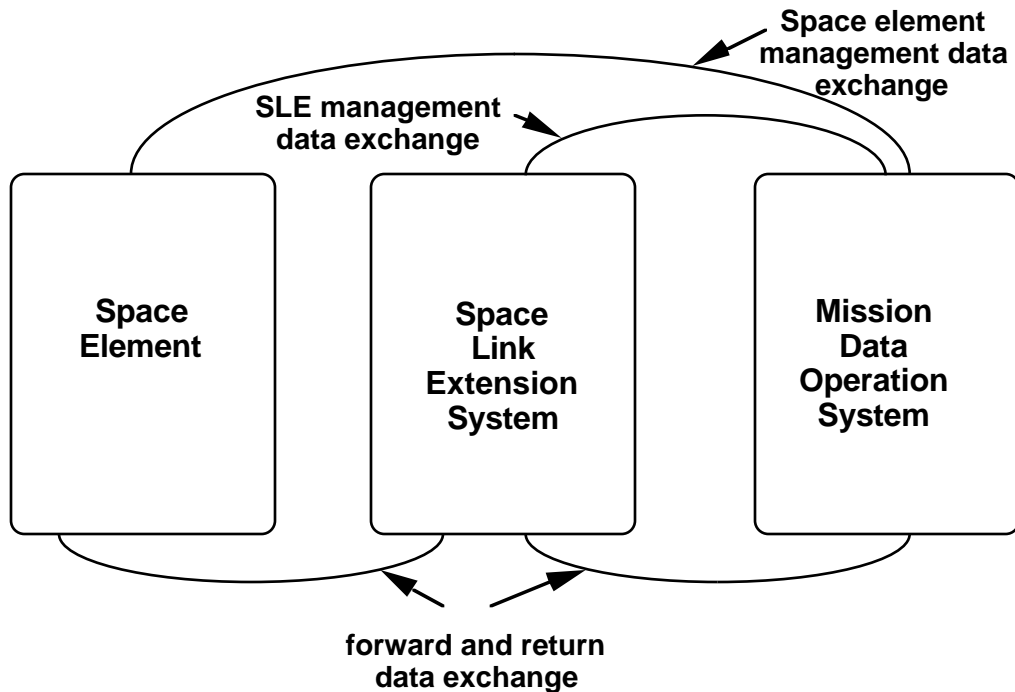 Space element
management data
exchange
SLE management
data exchange
Space
Element
Space
Link
Extension
System
Mission
Data
Operation
System
forward and return
data exchange